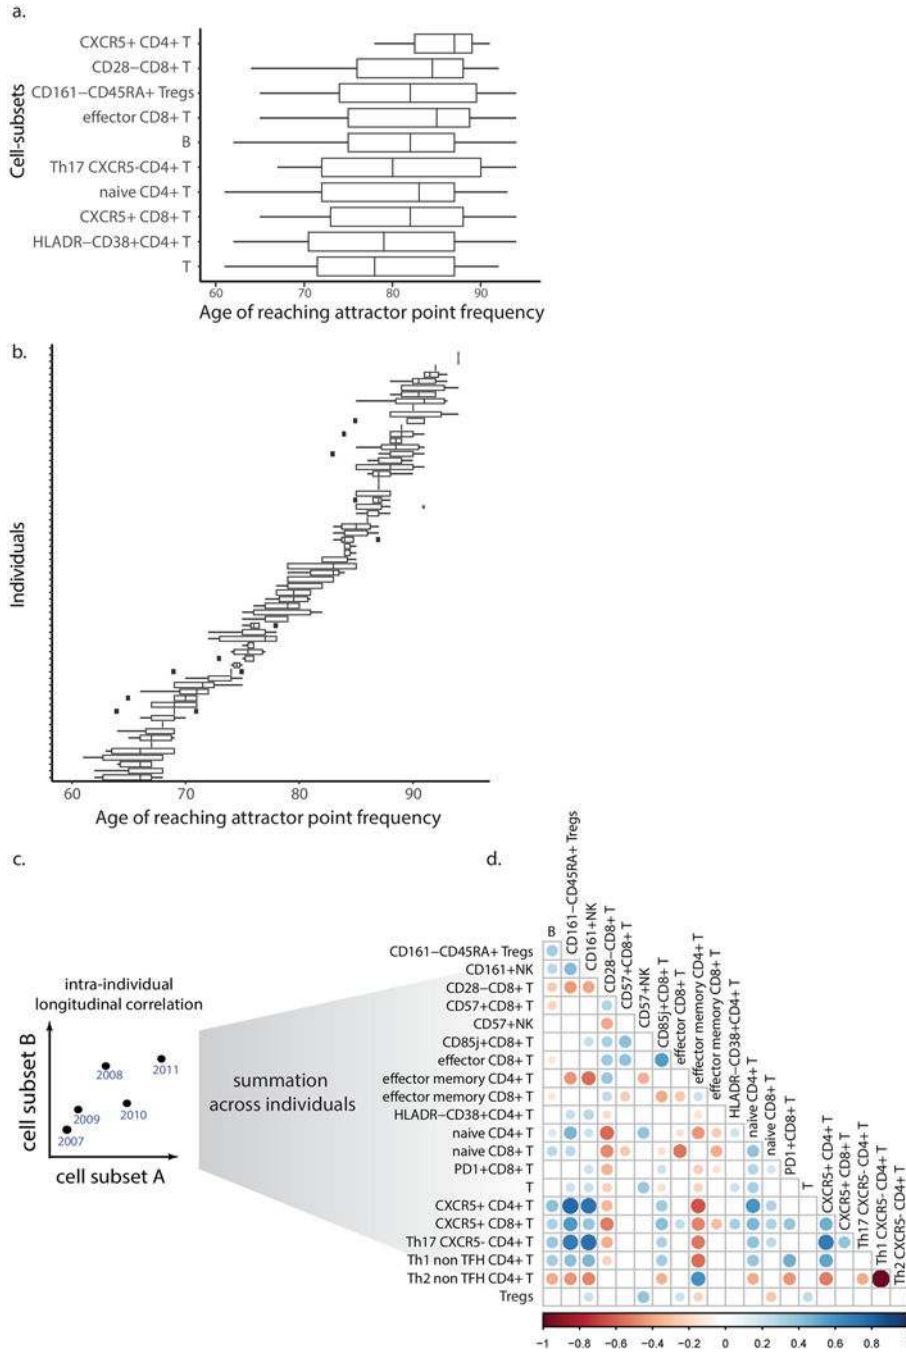 a.
Cell-subsets
CXCR5+ CD4+ T
CD28−CD8+ T
CD161−CD45RA+ Tregs
effector CD8+ T
B
Th17 CXCR5-CD4+ T
naive CD4+ T
CXCR5+ CD8+ T
HLADR−CD38+CD4+ T
T
60 70 80 90
Age of reaching attractor point frequency
b.
Individuals
60 70 80 90
Age of reaching attractor point frequency
c.
intra-individual
longitudinal correlation
cell subset B
2008
2011
2009
2010
2007
cell subset A
summation
across individuals
d.
B
CD161−CD45RA+ Tregs
CD161+NK
CD28−CD8+ T
CD57+CD8+ T
CD57+NK
CD85j+CD8+ T
effector CD8+ T
effector memory CD4+ T
effector memory CD8+ T
HLADR−CD38+CD4+ T
naive CD4+ T
naive CD8+ T
PD1+CD8+ T
T
CXCR5+ CD4+ T
CXCR5+ CD8+ T
Th17 CXCR5- CD4+ T
Th1 CXCR5- CD4+ T
Th2 CXCR5- CD4+ T
CD161−CD45RA+ Tregs
CD161+NK
CD28−CD8+ T
CD57+CD8+ T
CD57+NK
CD85j+CD8+ T
effector CD8+ T
effector memory CD4+ T
effector memory CD8+ T
HLADR−CD38+CD4+ T
naive CD4+ T
naive CD8+ T
PD1+CD8+ T
T
CXCR5+ CD4+ T
CXCR5+ CD8+ T
Th17 CXCR5- CD4+ T
Th1 non TFH CD4+ T
Th2 non TFH CD4+ T
Tregs
−1 −0.8 −0.6 −0.4 −0.2 0 0.2 0.4 0.6 0.8